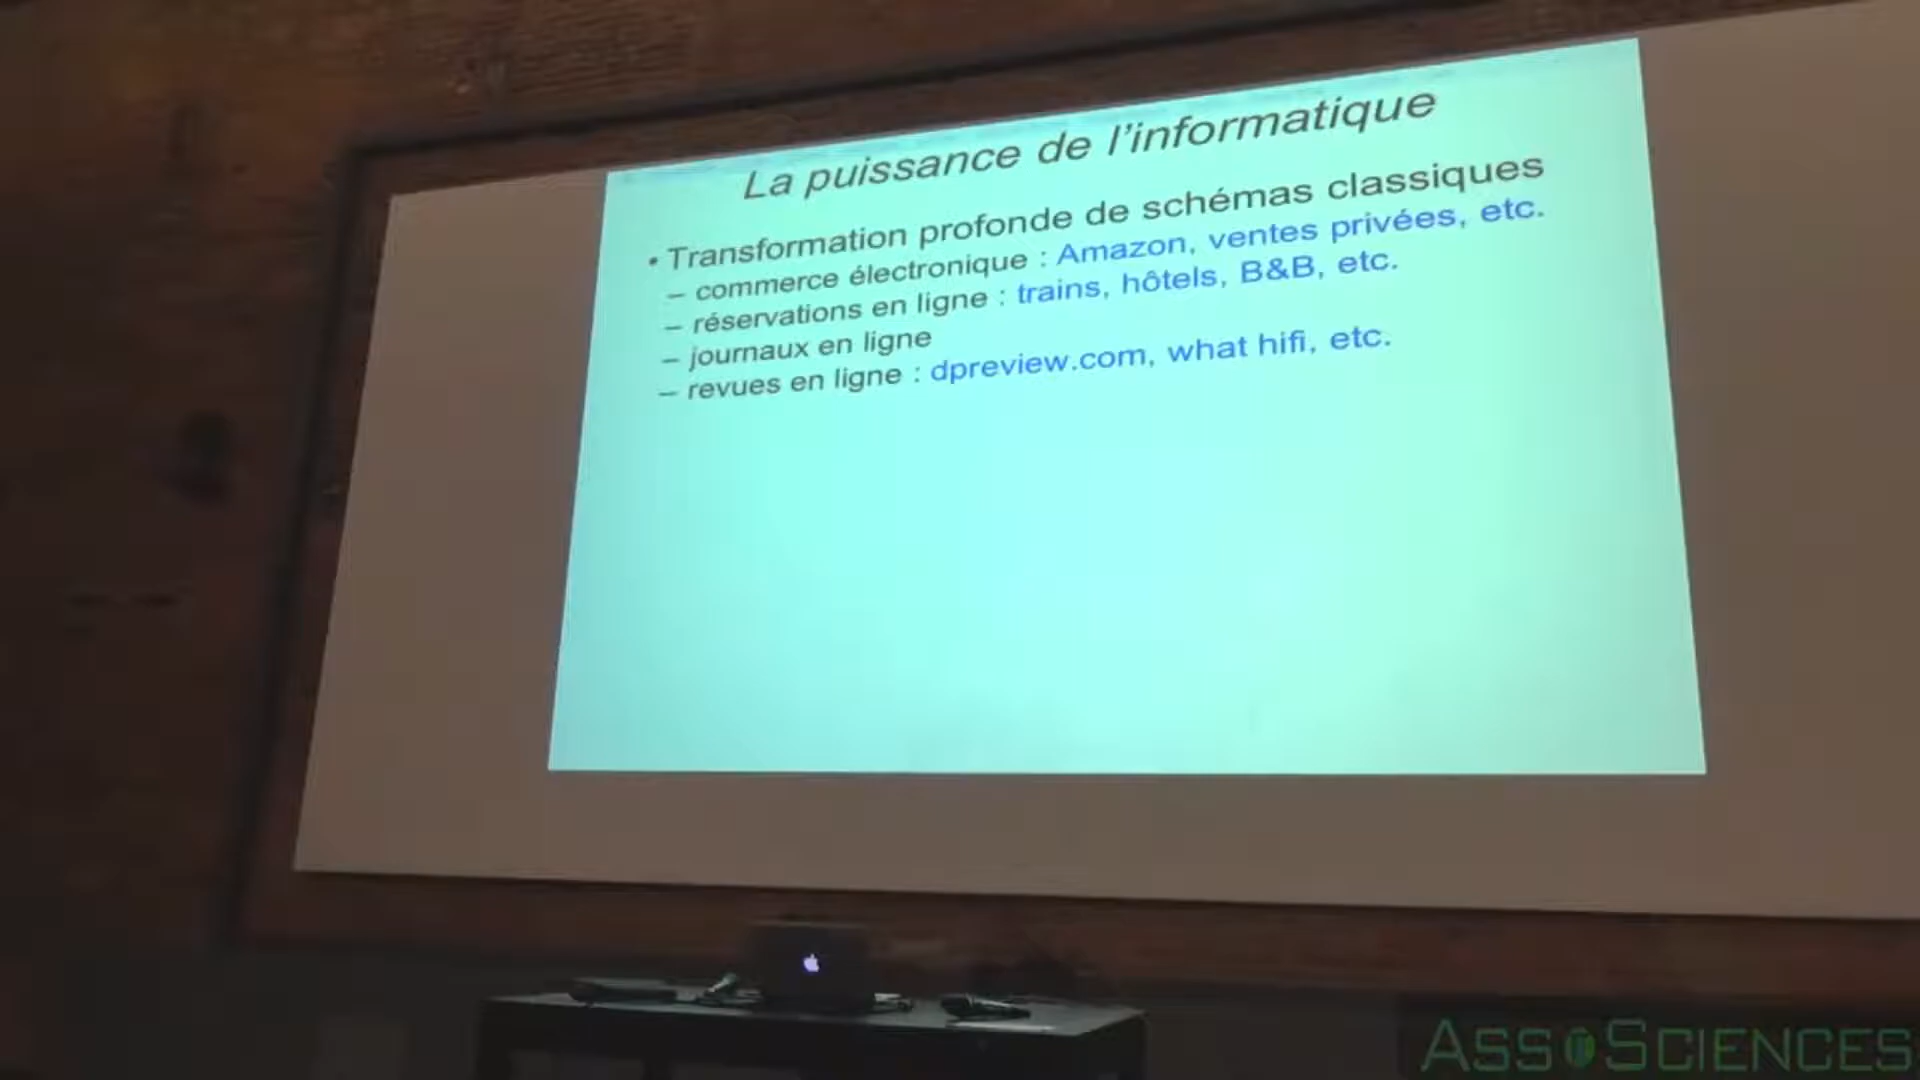 La puissance de l'informatique
• Transformation profonde de schémas classiques
– commerce électronique : Amazon, ventes privées, etc.
– réservations en ligne : trains, hôtels, B&B, etc.
– journaux en ligne
– revues en ligne : dpreview.com, what hifi, etc.
ASSOSCIENCES